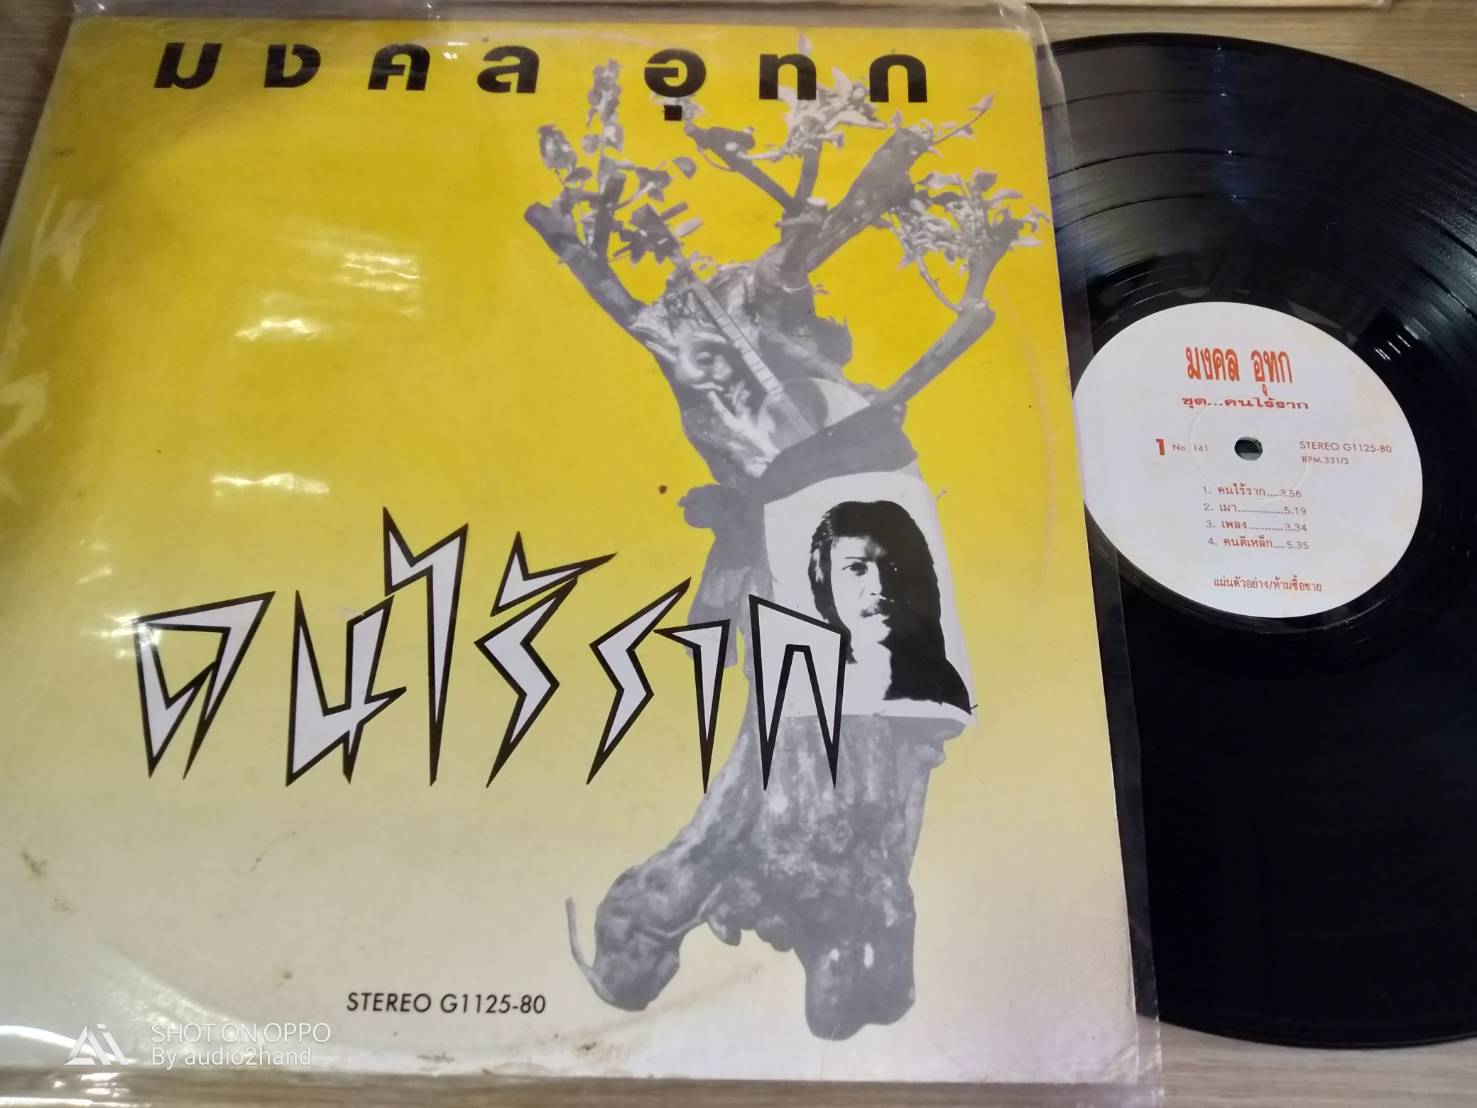 มงคล อุทก
คนไร้ราก
STEREO G1125-80
SHOT ON OPPO
By audio2hand
มงคล อุทก
ชุด...คนไร้ราก
1 No. 141
STEREO G1125-80
RPM.331/3
1. คนไร้ราก....3.56
2. เมา...............5.19
3. เพลง...........3.34
4. คนตีเหล็ก....5.35
แผ่นตัวอย่าง/ห้ามซื้อขาย